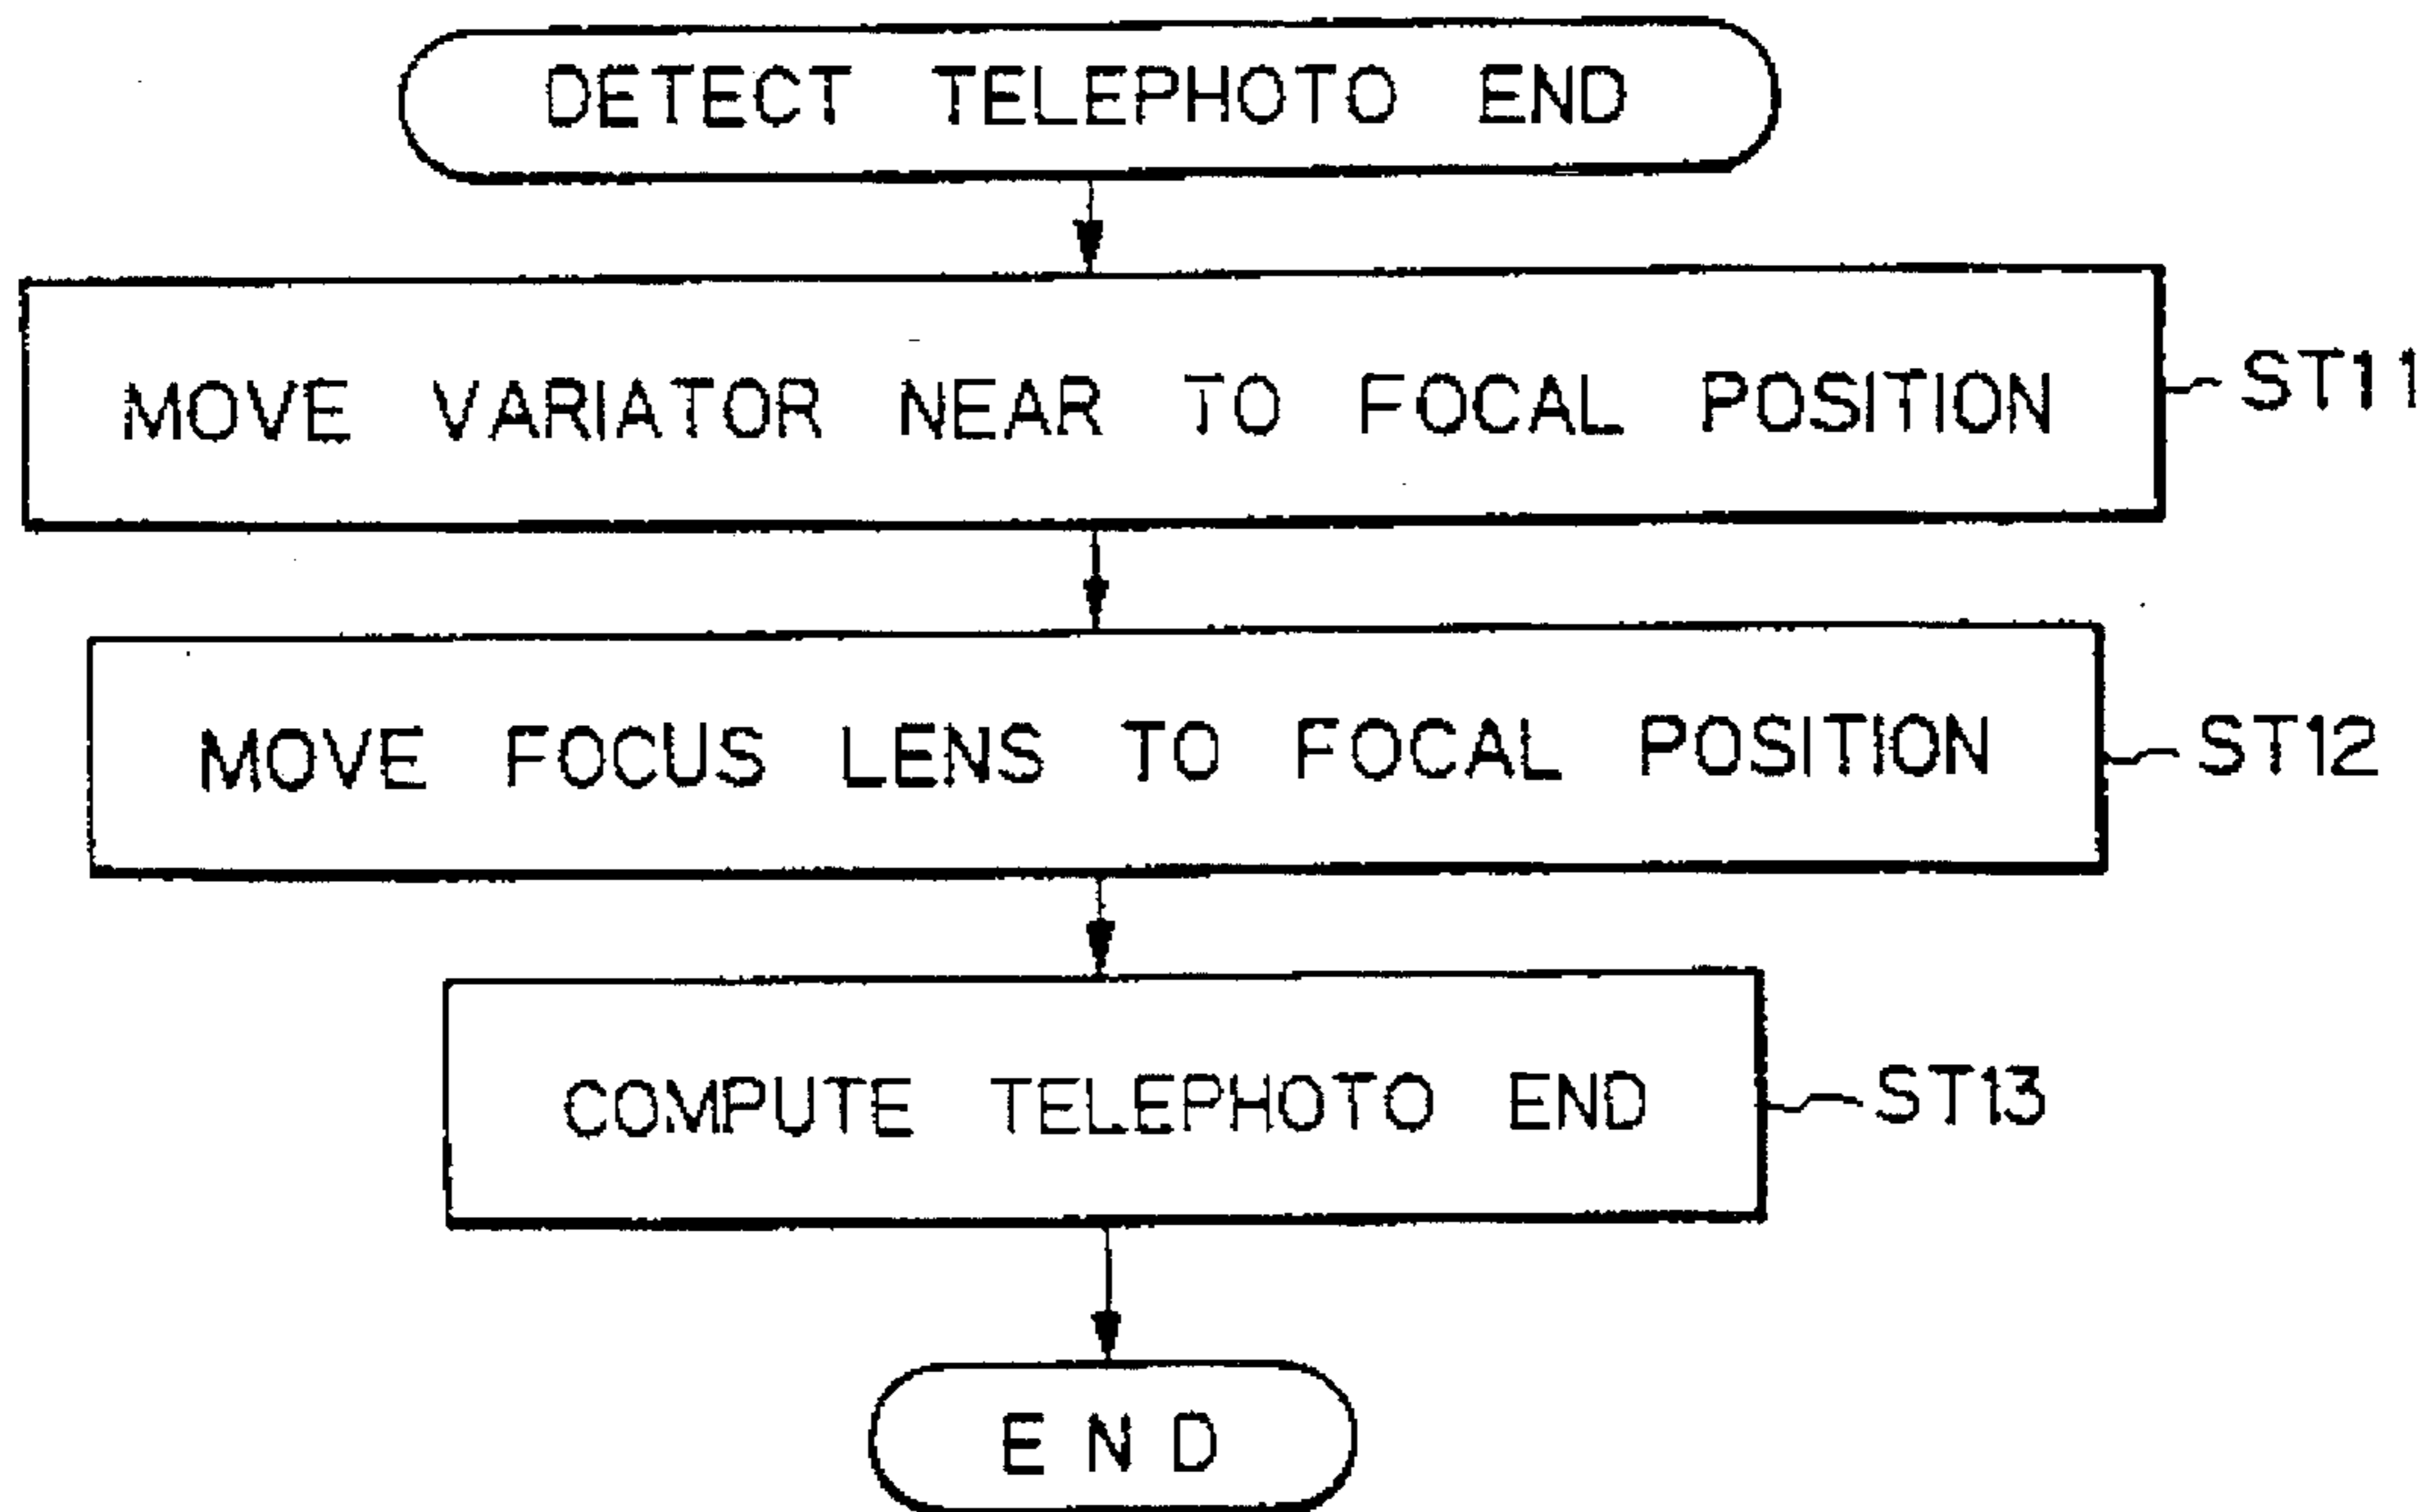 DETECT TELEPHOTO END
MOVE VARIATOR NEAR TO FOCAL POSITION
ST11
MOVE FOCUS LENS TO FOCAL POSITION
ST12
COMPUTE TELEPHOTO END
ST13
END